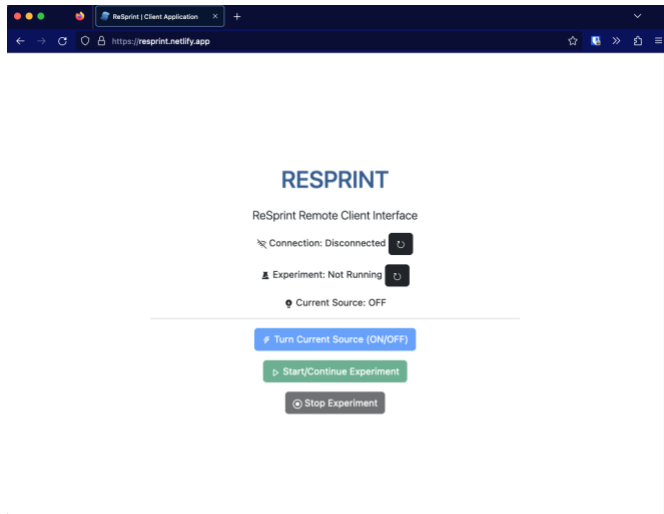 ReSprint | Client Application
https://resprint.netlify.app
RESPRINT
ReSprint Remote Client Interface
Connection: Disconnected
Experiment: Not Running
Current Source: OFF
Turn Current Source (ON/OFF)
Start/Continue Experiment
Stop Experiment